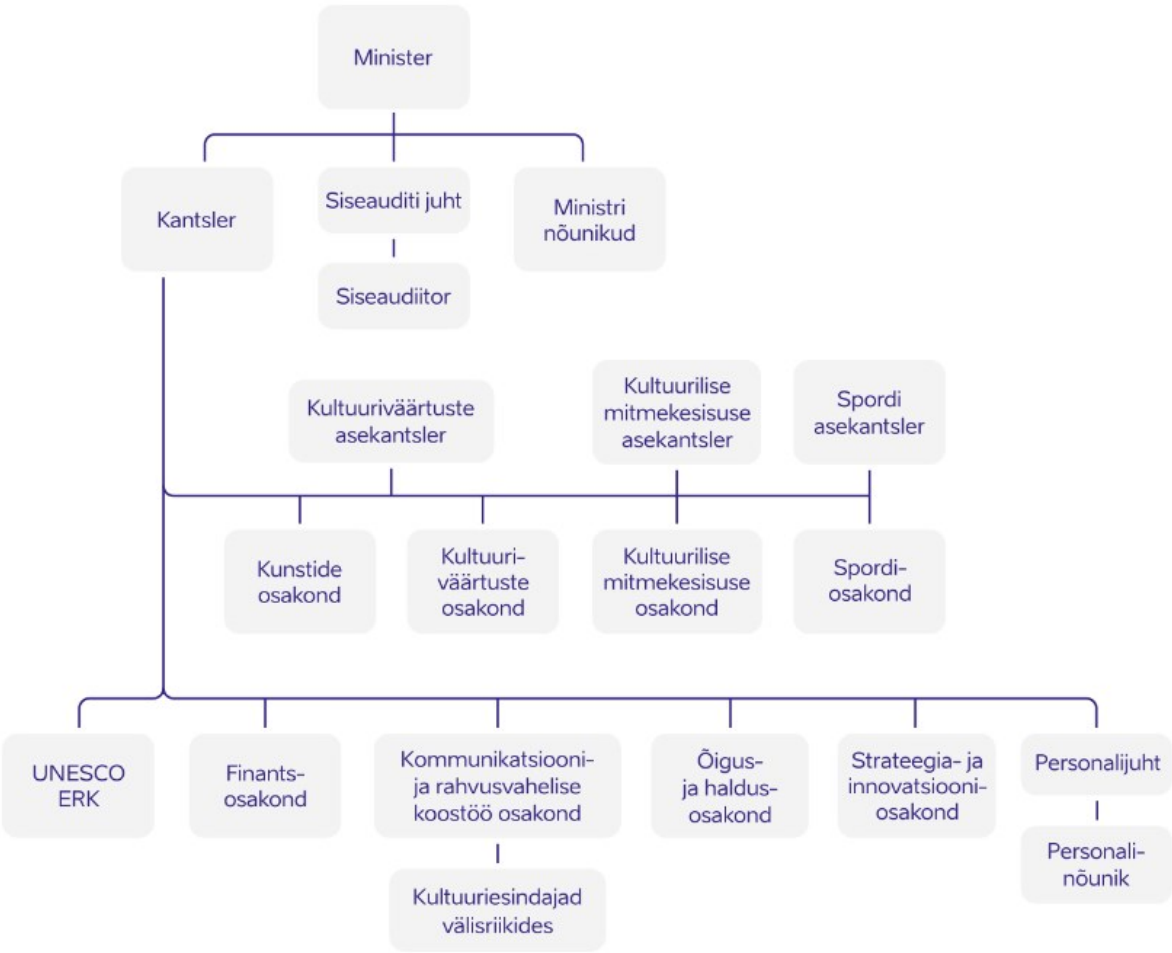 Minister
Kantsler
Siseauditi juht
Ministri
nõunikud
Siseaudiitor
Kultuuriväärtuste
asekantsler
Kultuurilise
mitmekesisuse
asekantsler
Spordi
asekantsler
Kunstide
osakond
Kultuuri-
väärtuste
osakond
Kultuurilise
mitmekesisuse
osakond
Spordi-
osakond
UNESCO
ERK
Finants-
osakond
Kommunikatsiooni-
ja rahvusvahelise
koostöö osakond
Õigus-
ja haldus-
osakond
Strateegia- ja
innovatsiooni-
osakond
Personalijuht
Personali-
nõunik
Kultuuriesindajad
välisriikides